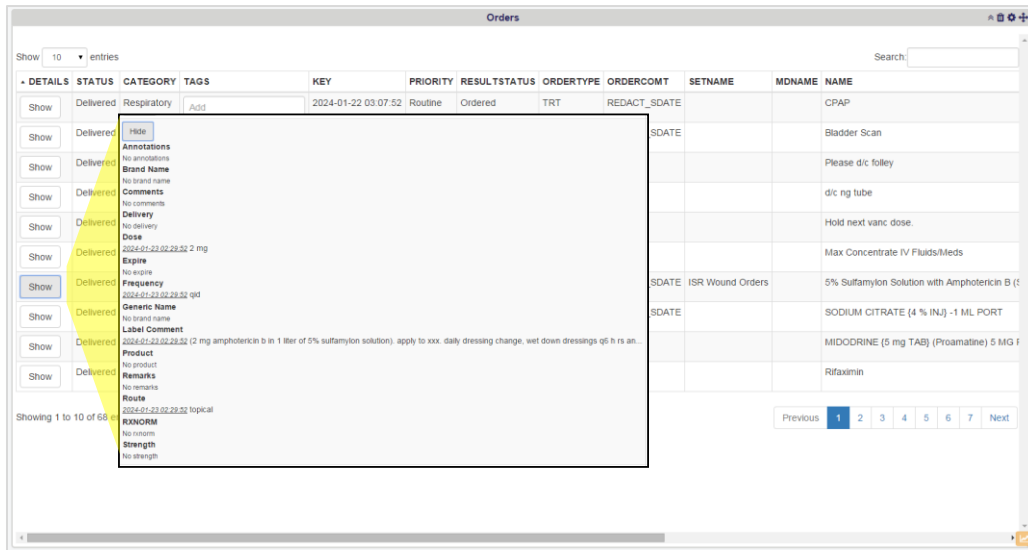 Orders
Show 10 entries
Search:
DETAILS STATUS CATEGORY TAGS KEY PRIORITY RESULTSTATUS ORDERTYPE ORDERCOMT SETNAME MDNAME NAME
Show Delivered Respiratory Add 2024-01-22 03:07:52 Routine Ordered TRT REDACT_SDATE CPAP
Show Delivered SDATE Bladder Scan
Show Delivered Please d/c folley
Show Delivered d/c ng tube
Show Delivered Hold next vanc dose.
Show Delivered Max Concentrate IV Fluids/Meds
Show Delivered SDATE ISR Wound Orders 5% Sulfamylon Solution with Amphotericin B
Show Delivered SDATE SODIUM CITRATE {4 % INJ} -1 ML PORT
Show Delivered MIDODRINE {5 mg TAB} (Proamatine) 5 MG
Show Delivered Rifaximin
Hide
Annotations
No annotations
Brand Name
No brand name
Comments
No comments
Delivery
No delivery
Dose
2024-01-23 02:29:52 2 mg
Expire
No expire
Frequency
2024-01-23 02:29:52 qid
Generic Name
No brand name
Label Comment
2024-01-23 02:29:52 (2 mg amphotericin b in 1 liter of 5% sulfamylon solution). apply to xxx. daily dressing change, wet down dressings q6 h rs an...
Product
No product
Remarks
No remarks
Route
2024-01-23 02:29:52 topical
RXNORM
No rxnorm
Strength
No strength
Showing 1 to 10 of 68
Previous 1 2 3 4 5 6 7 Next